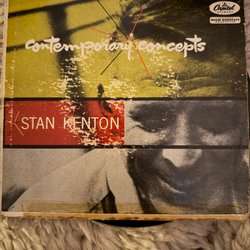 Capitol
contemporary concepts
STAN KENTON